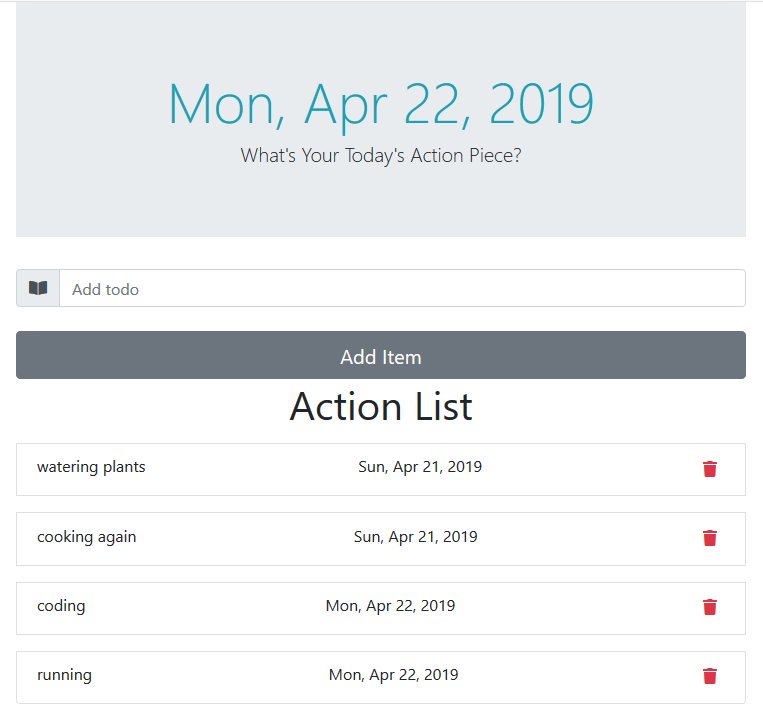 Mon, Apr 22, 2019
What's Your Today's Action Piece?
Add todo
Add Item
Action List
watering plants Sun, Apr 21, 2019
cooking again Sun, Apr 21, 2019
coding Mon, Apr 22, 2019
running Mon, Apr 22, 2019